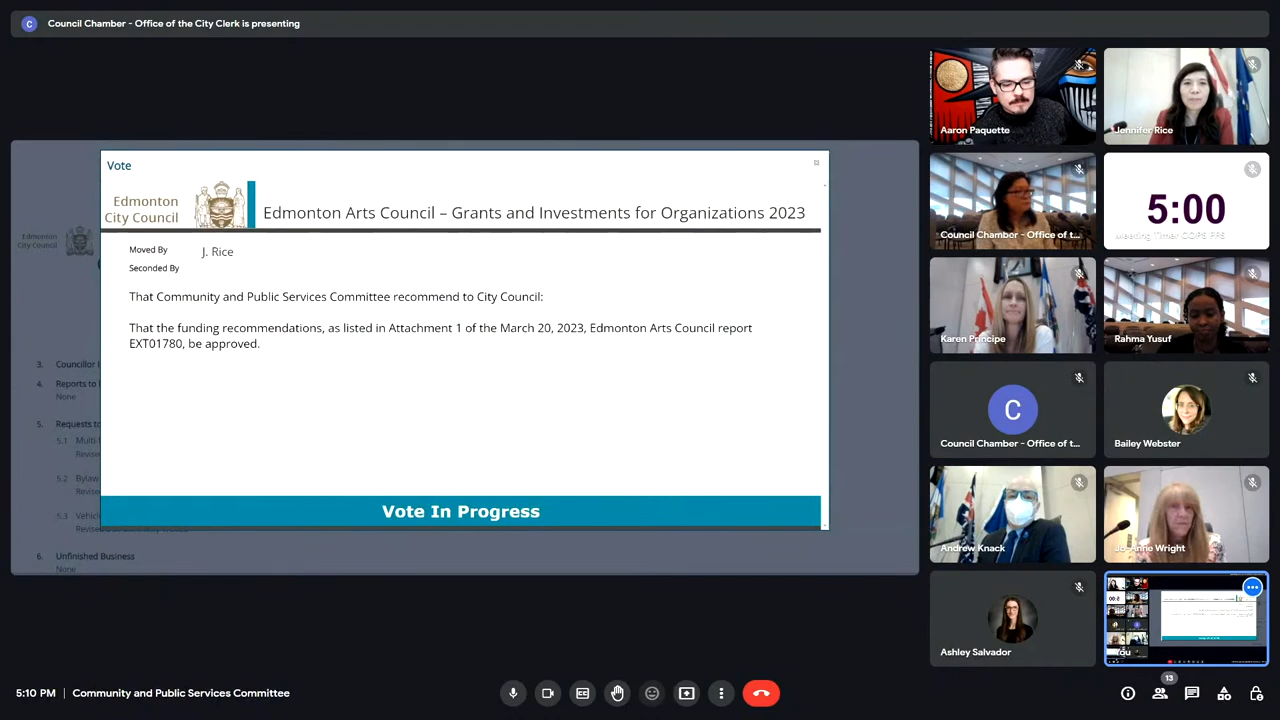 C
Council Chamber - Office of the City Clerk is presenting
Vote
Edmonton
City Council
Edmonton Arts Council – Grants and Investments for Organizations 2023
Moved By
J. Rice
Seconded By
That Community and Public Services Committee recommend to City Council:
That the funding recommendations, as listed in Attachment 1 of the March 20, 2023, Edmonton Arts Council report
EXT01780, be approved.
Vote In Progress
Edmonton
City Council
3. Councillor
4. Reports to
None
5. Requests to
5.1 Multi
Revise
5.2 Bylaw
Revise
5.3 Vehicl
6. Unfinished Business
None
Aaron Paquette
Jennifer Rice
Council Chamber - Office of t...
5:00
Meeting Timer COPS FPS
Karen Principe
Rahma Yusuf
C
Council Chamber - Office of t...
Bailey Webster
Andrew Knack
Jo-Anne Wright
Ashley Salvador
You
5:10 PM | Community and Public Services Committee
13